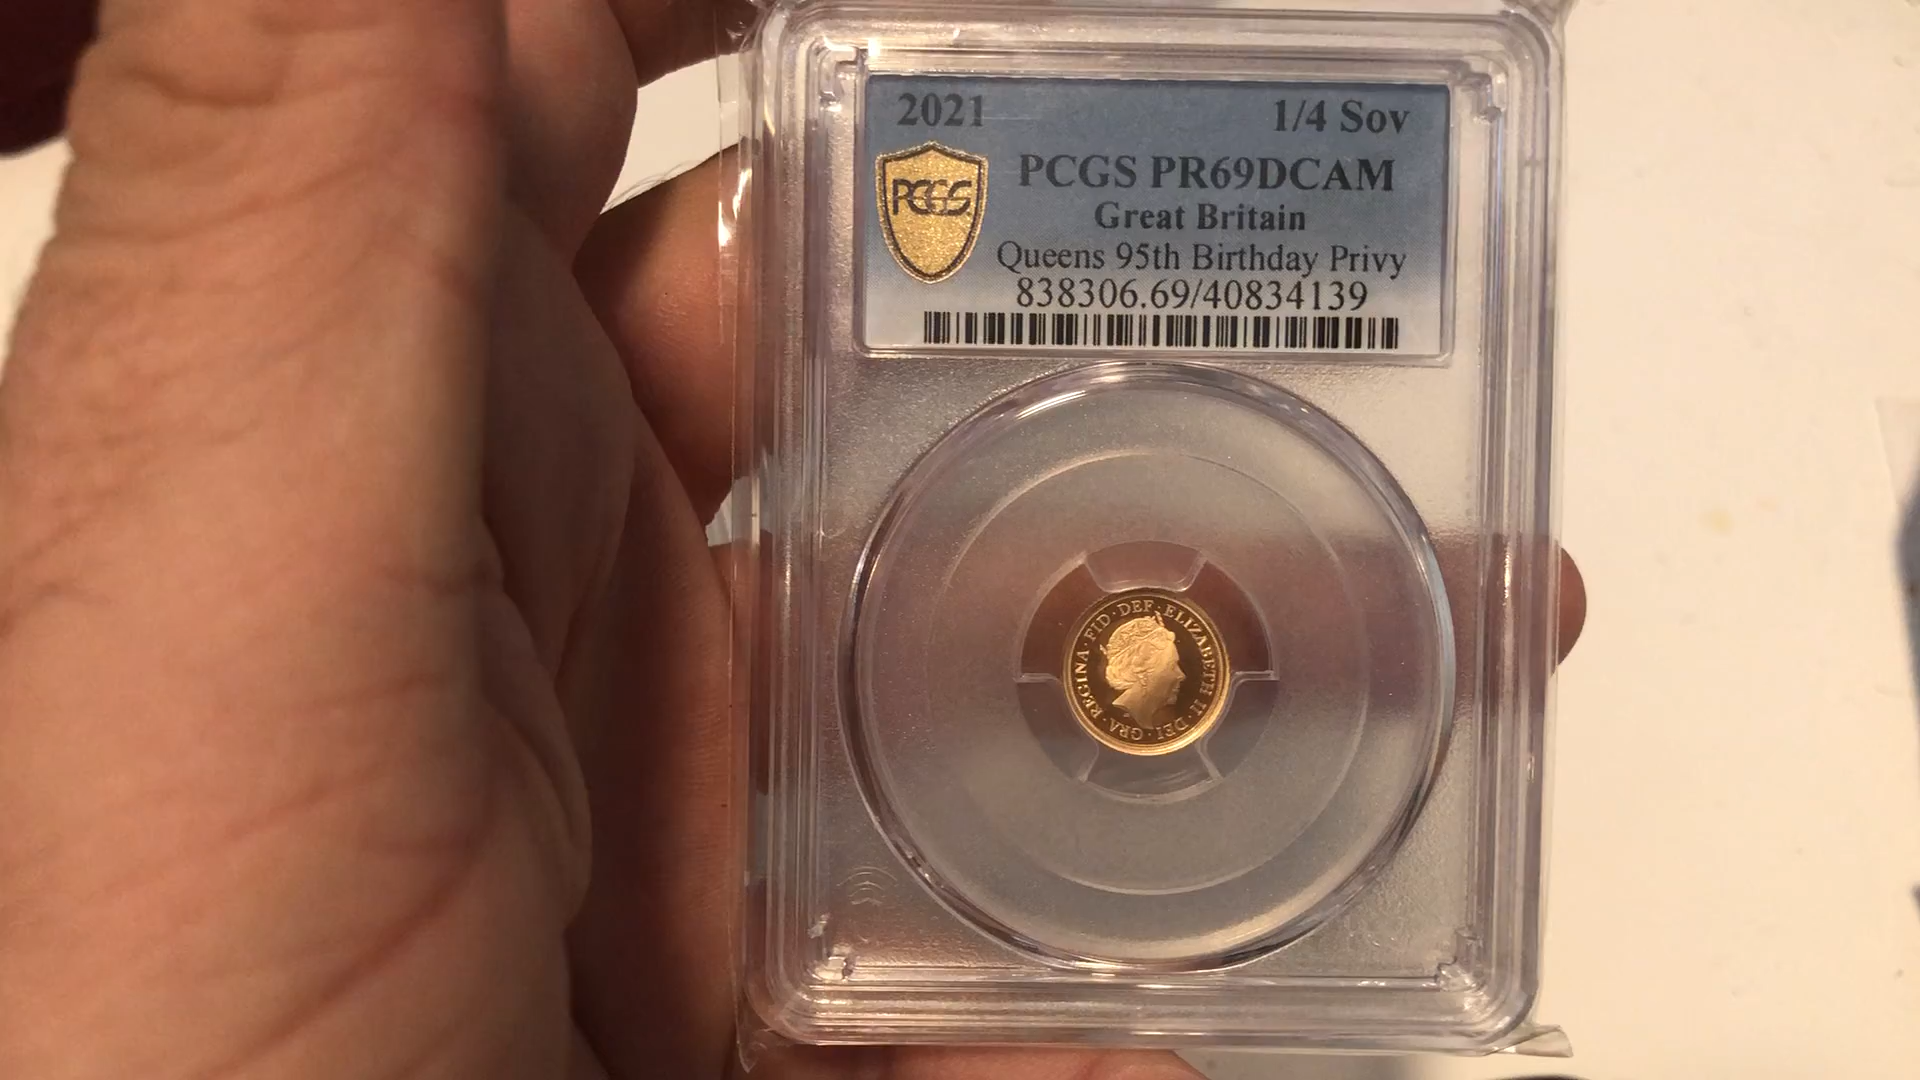 2021 1/4 Sov
PCGS PR69DCAM
PCGS
Great Britain
Queens 95th Birthday Privy
838306.69/40834139
ELIZABETH II · DEI · GRA · REGINA · FID · DEF ·